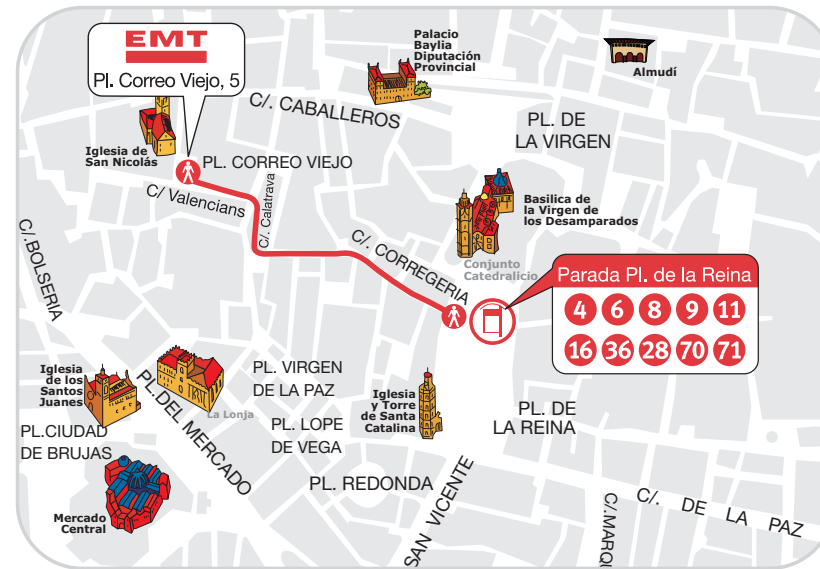 EMT
Pl. Correo Viejo, 5
Palacio
Baylia
Diputación
Provincial
Almudí
C/. CABALLEROS
PL. DE
LA VIRGEN
Iglesia de
San Nicolás
PL. CORREO VIEJO
C/ Valencians
C/. Calatrava
Basilica de
la Virgen de
los Desamparados
C/.BOLSERIA
C/. CORREGERIA
Conjunto
Catedralicio
Parada Pl. de la Reina
4 6 8 9 11
16 36 28 70 71
Iglesia
de los
Santos
Juanes
PL.DEL MERCADO
La Lonja
PL. VIRGEN
DE LA PAZ
Iglesia
y Torre
de Santa
Catalina
PL. DE
LA REINA
PL.CIUDAD
DE BRUJAS
PL. LOPE
DE VEGA
PL. REDONDA
SAN VICENTE
Mercado
Central
C/.MARQU
C/. DE LA PAZ